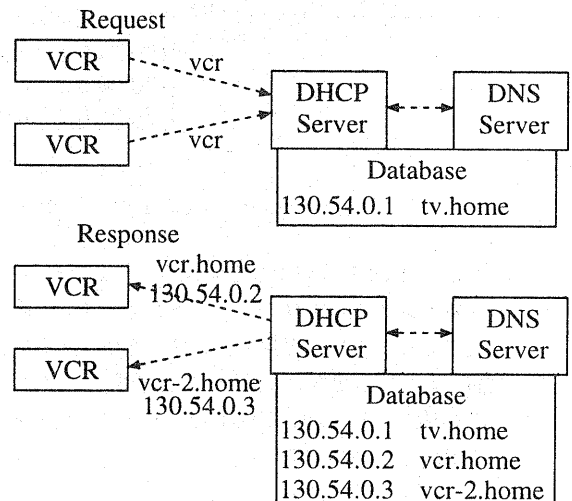 Request
VCR
vcr
VCR
vcr
DHCP
Server
DNS
Server
Database
130.54.0.1 tv.home
Response
VCR
vcr.home
130.54.0.2
VCR
vcr-2.home
130.54.0.3
DHCP
Server
DNS
Server
Database
130.54.0.1 tv.home
130.54.0.2 vcr.home
130.54.0.3 vcr-2.home